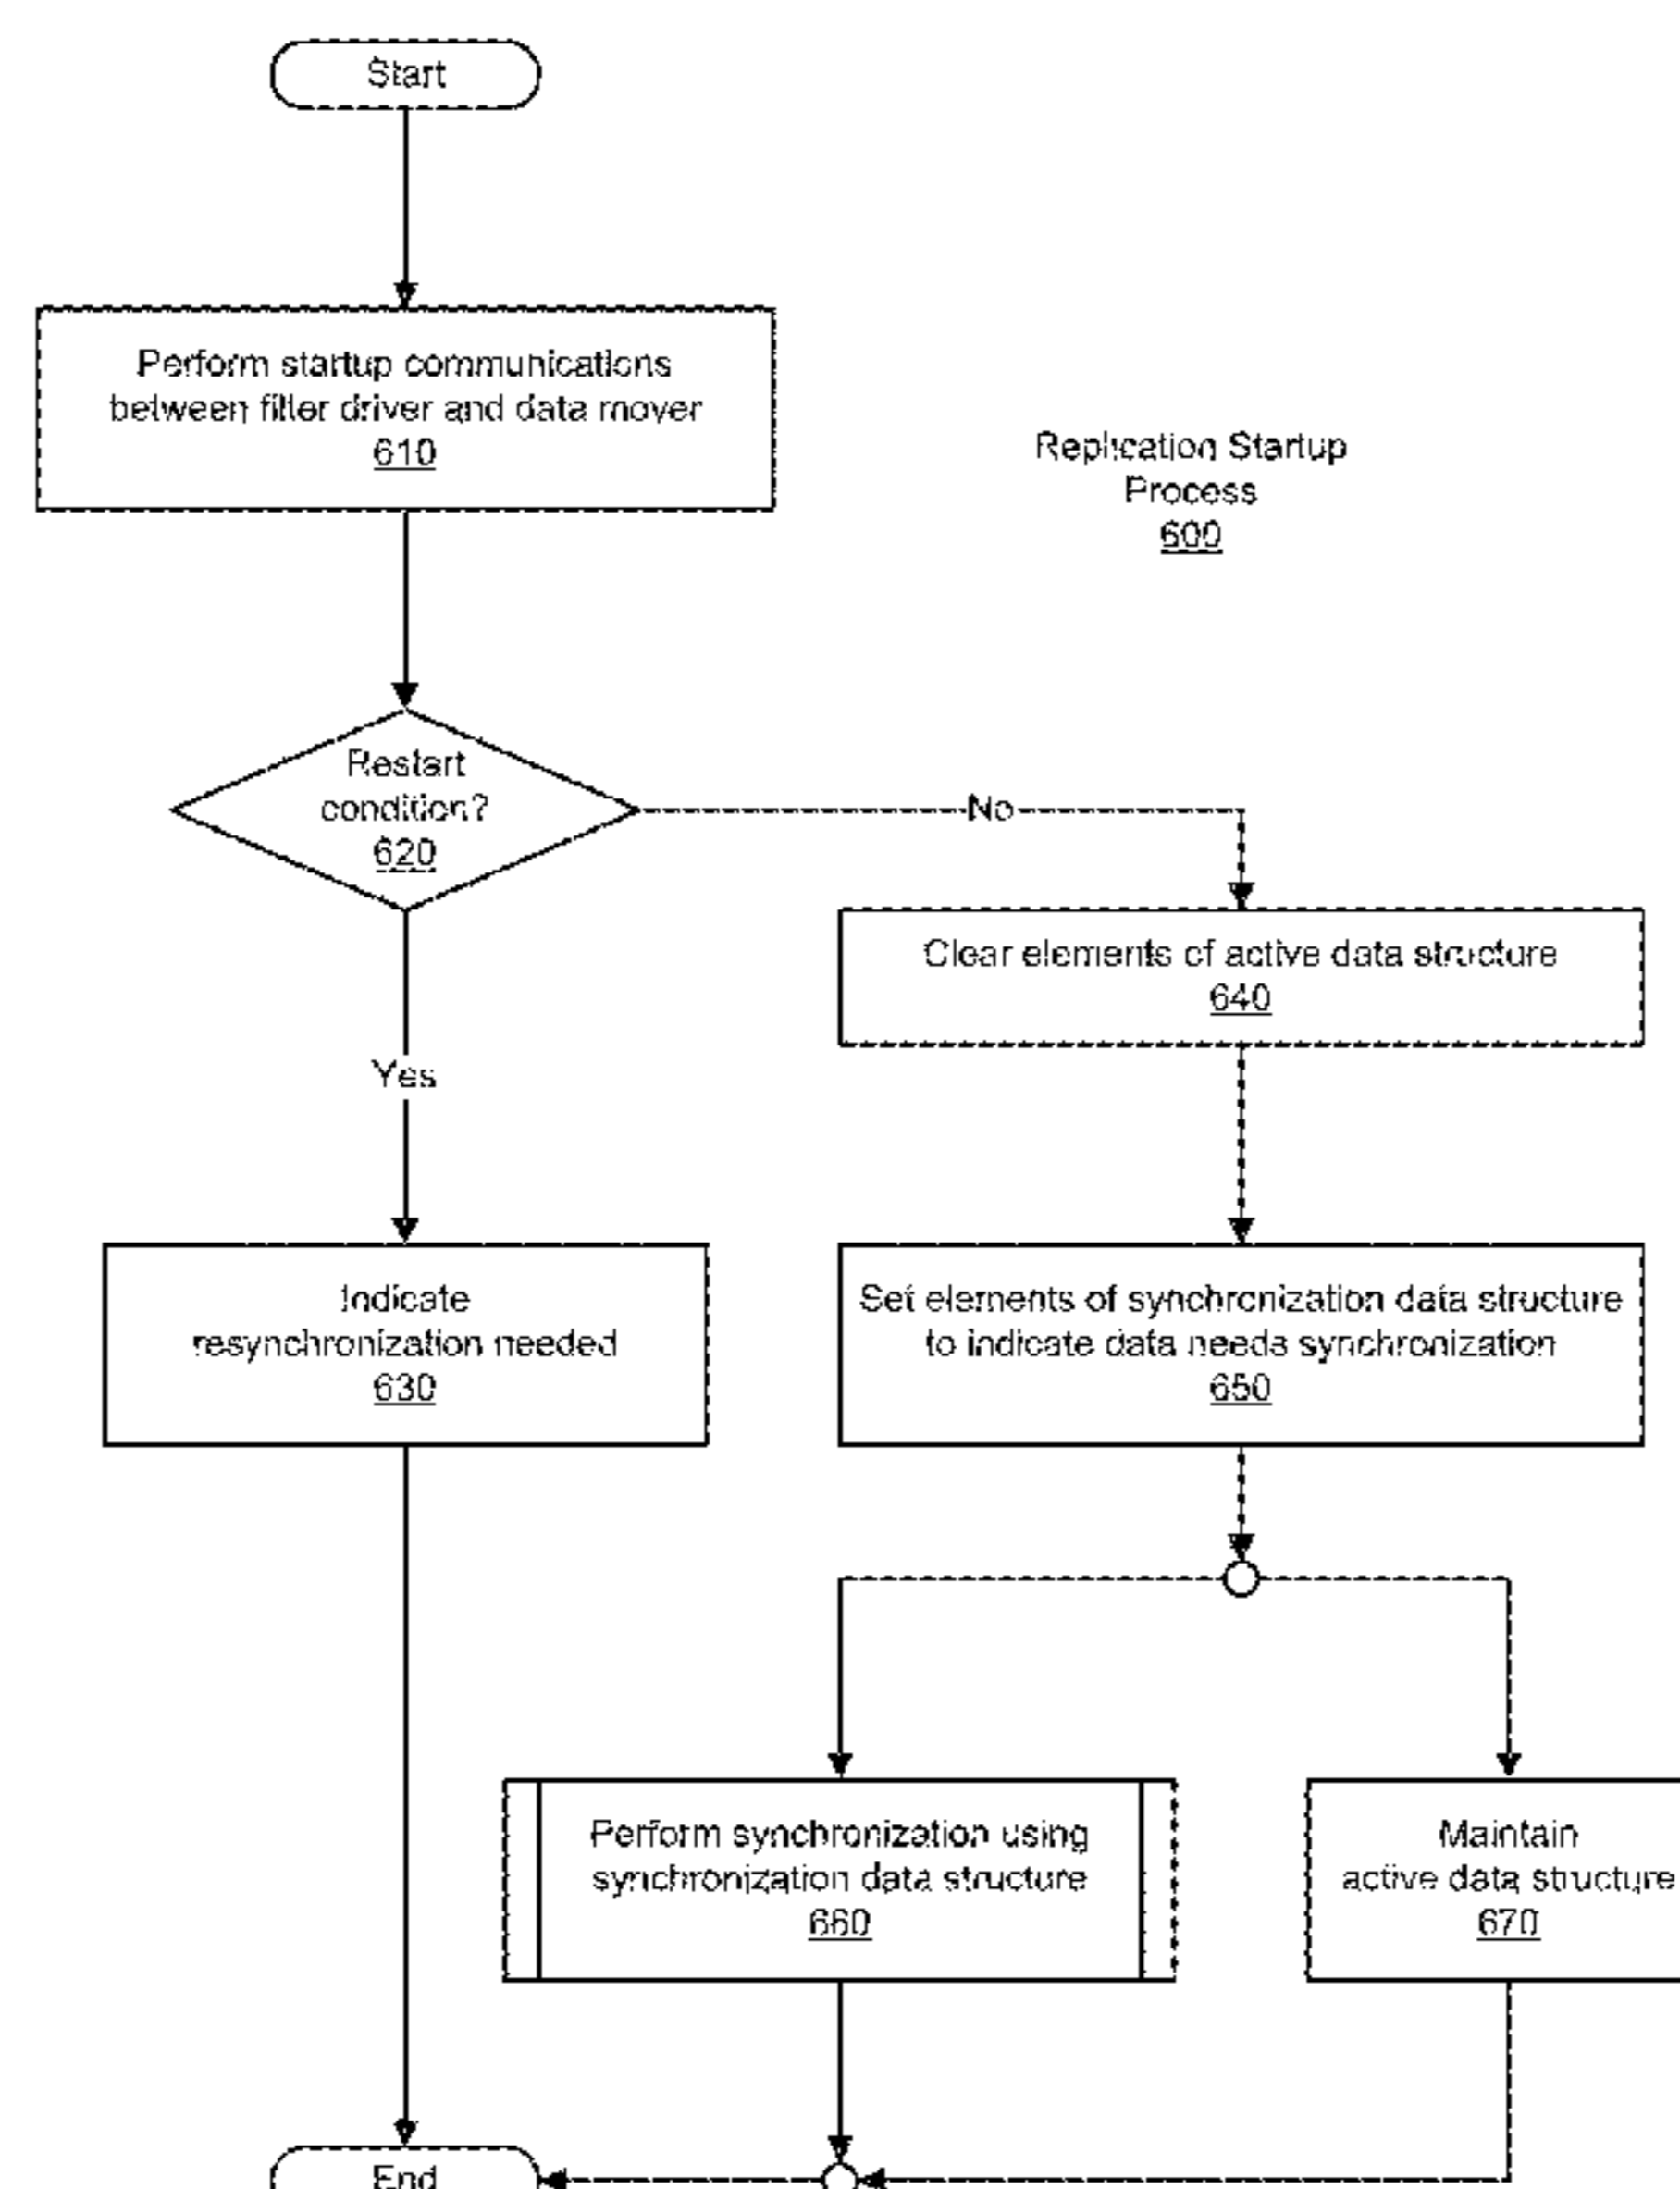 Start
Perform startup communications
between filter driver and data mover
610
Replication Startup
Process
600
Restart
condition?
620
No
Clear elements of active data structure
640
Yes
Indicate
resynchronization needed
630
Set elements of synchronization data structure
to indicate data needs synchronization
650
Perform synchronization using
synchronization data structure
660
Maintain
active data structure
670
End